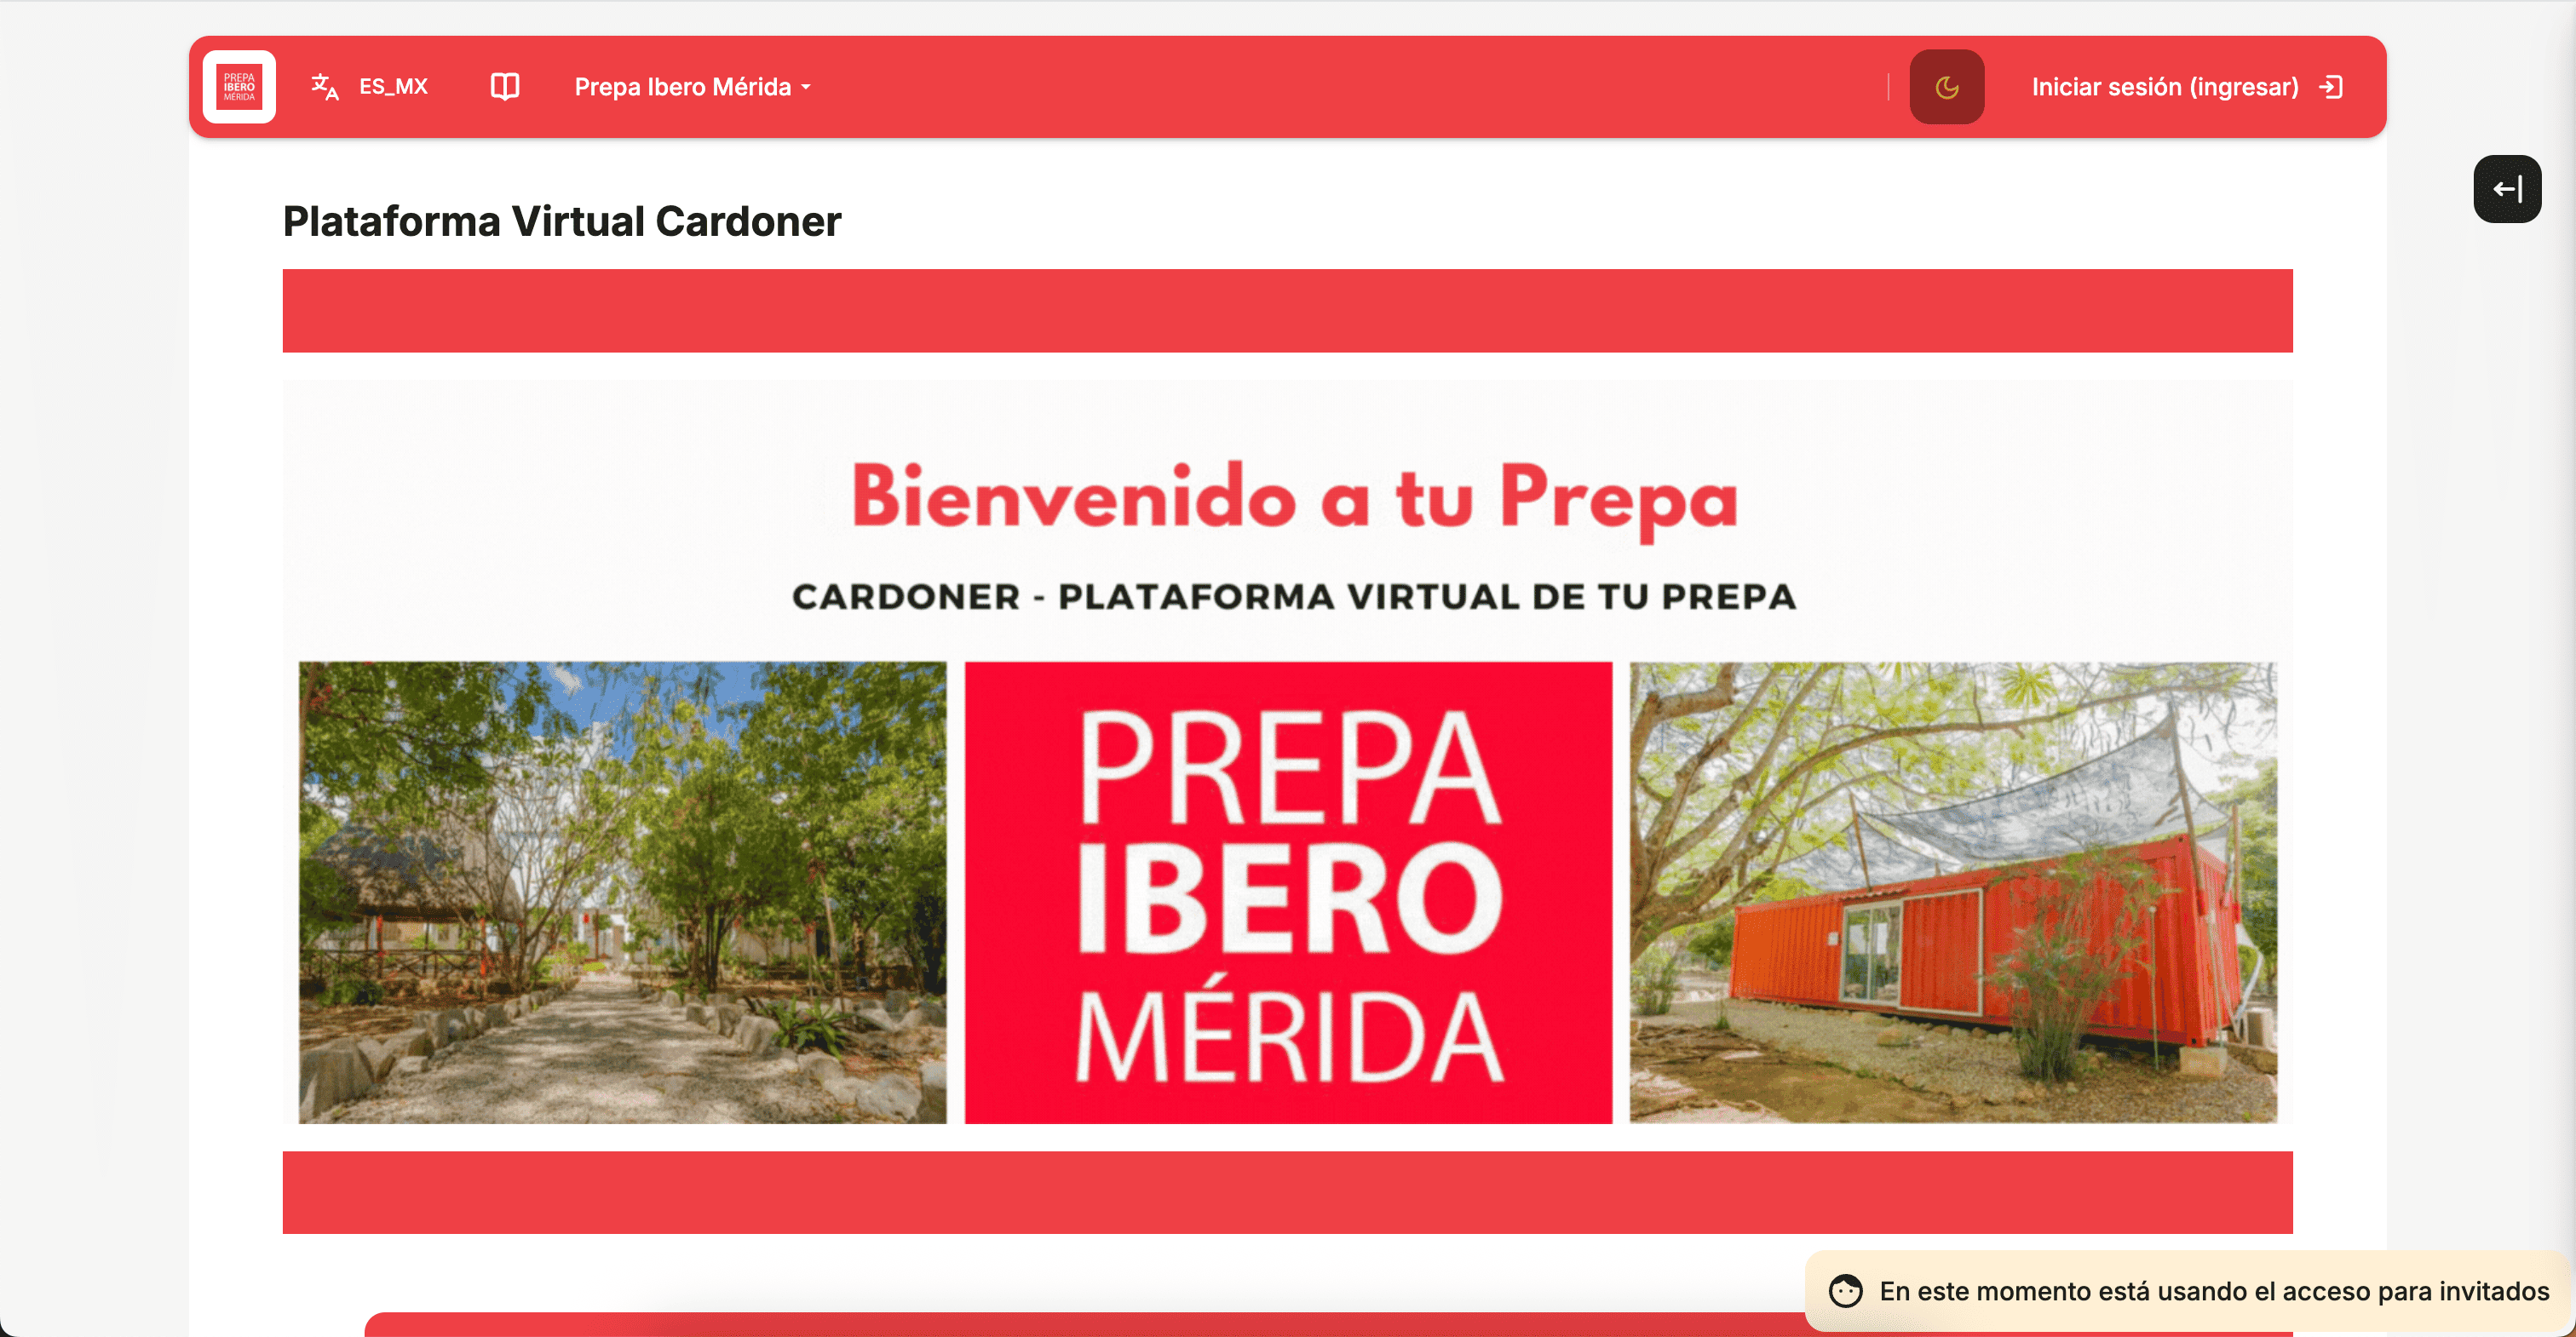 PREPA
IBERO
MÉRIDA
ES_MX
Prepa Ibero Mérida
Iniciar sesión (ingresar)
Plataforma Virtual Cardoner
Bienvenido a tu Prepa
CARDONER - PLATAFORMA VIRTUAL DE TU PREPA
PREPA
IBERO
MÉRIDA
En este momento está usando el acceso para invitados